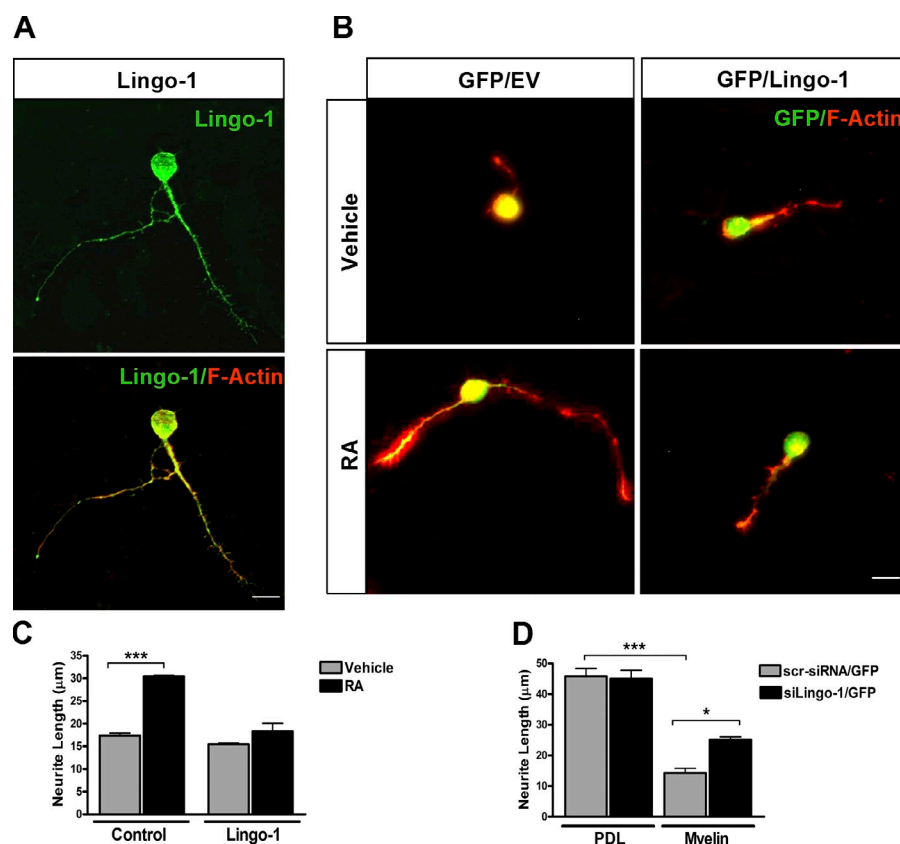 A
B
Lingo-1
GFP/EV
GFP/Lingo-1
Lingo-1
GFP/F-Actin
Vehicle
Lingo-1/F-Actin
RA
C
D
***
35
30
25
20
15
10
5
0
Neurite Length (μm)
Control
Lingo-1
Vehicle
RA
***
*
50
40
30
20
10
0
Neurite Length (μm)
PDL
Myelin
scr-siRNA/GFP
siLingo-1/GFP